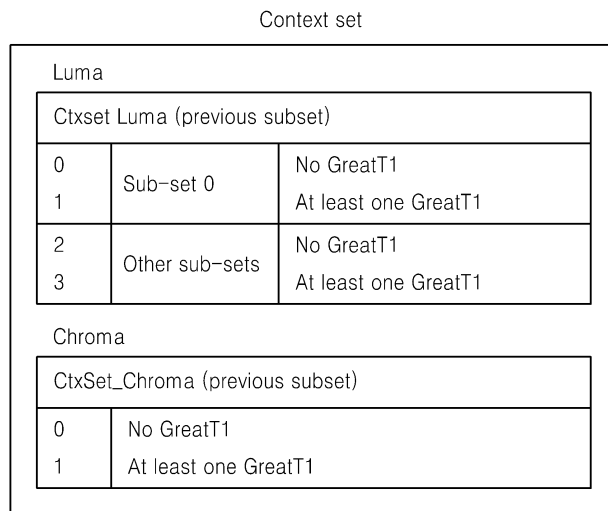 Context set
Luma
Ctxset Luma (previous subset)
0 Sub-set 0 No GreatT1
1 At least one GreatT1
2 Other sub-sets No GreatT1
3 At least one GreatT1
Chroma
CtxSet_Chroma (previous subset)
0 No GreatT1
1 At least one GreatT1